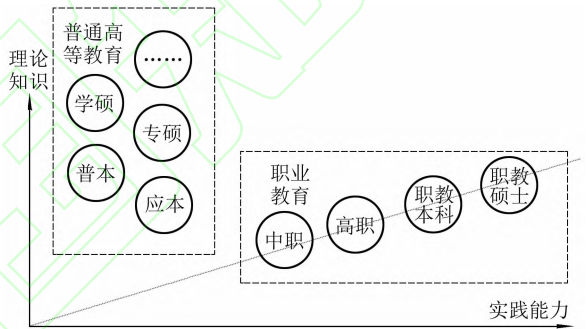 普通高
等教育
……
理论
知识
学硕
专硕
普本
应本
职业
教育
中职
高职
职教
本科
职教
硕士
实践能力